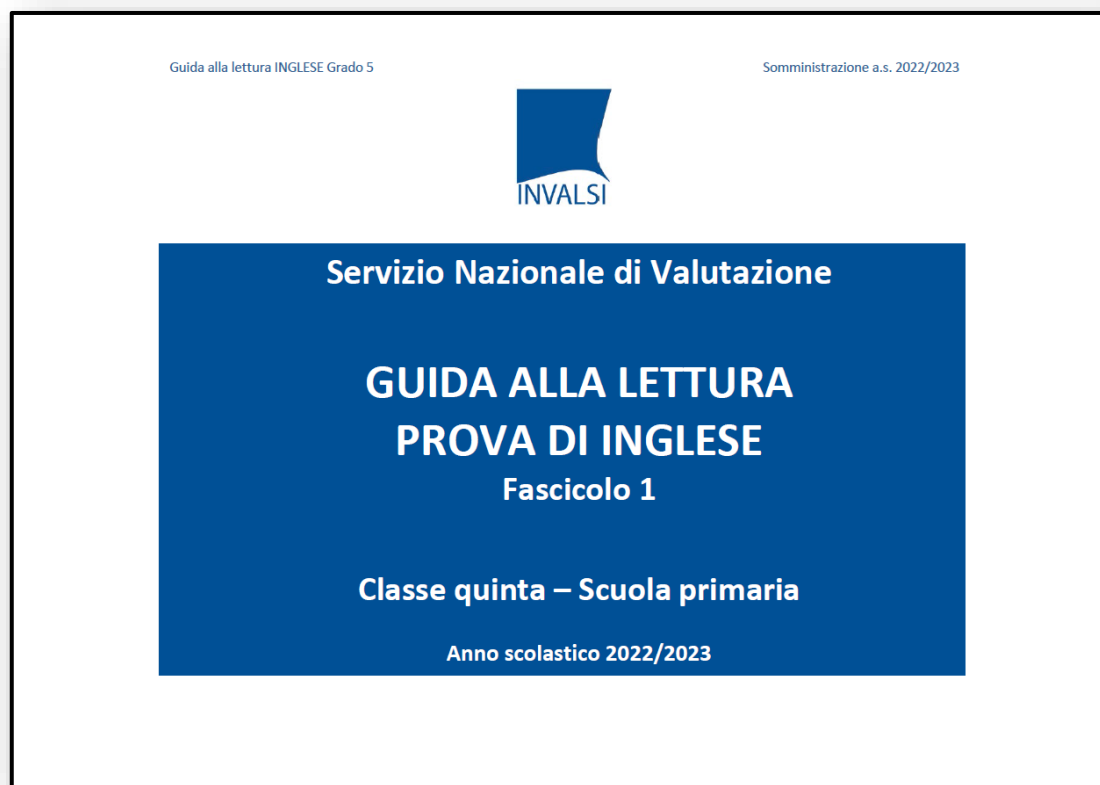 Guida alla lettura INGLESE Grado 5
Somministrazione a.s. 2022/2023
INVALSI
Servizio Nazionale di Valutazione
GUIDA ALLA LETTURA
PROVA DI INGLESE
Fascicolo 1
Classe quinta – Scuola primaria
Anno scolastico 2022/2023